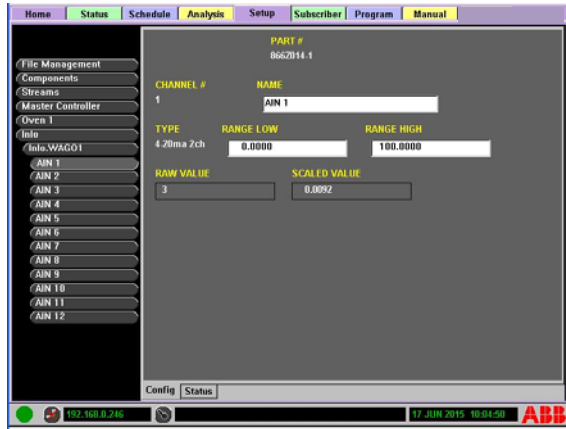 Home Status Schedule Analysis Setup Subscriber Program Manual
File Management
Components
Streams
Master Controller
Oven 1
Info
Info.WAGO1
AIN 1
AIN 2
AIN 3
AIN 4
AIN 5
AIN 6
AIN 7
AIN 8
AIN 9
AIN 10
AIN 11
AIN 12
PART #
8662014-1
CHANNEL # NAME
1 AIN 1
TYPE RANGE LOW RANGE HIGH
4-20ma 2ch 0.0000 100.0000
RAW VALUE SCALED VALUE
3 0.0092
Config Status
192.168.0.246 17 JUN 2015 10:04:50 ABB